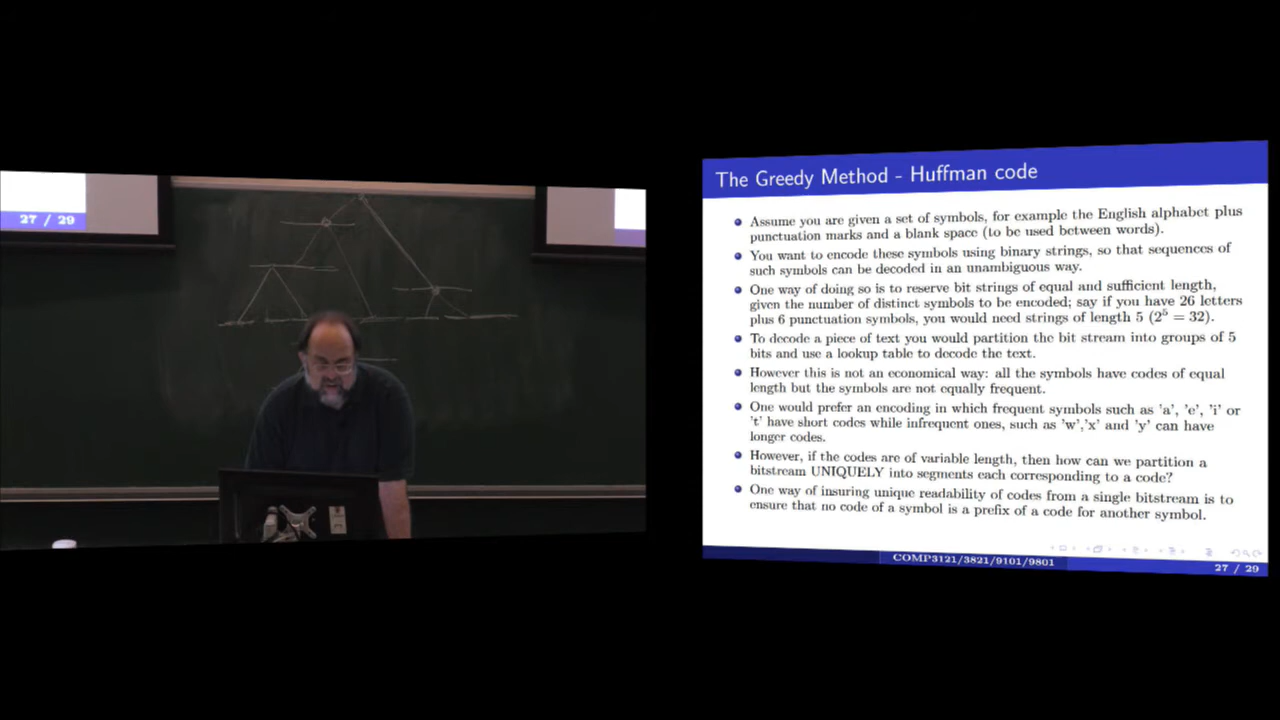 27 / 29
The Greedy Method - Huffman code
Assume you are given a set of symbols, for example the English alphabet plus
punctuation marks and a blank space (to be used between words).
You want to encode these symbols using binary strings, so that sequences of
such symbols can be decoded in an unambiguous way.
One way of doing so is to reserve bit strings of equal and sufficient length,
given the number of distinct symbols to be encoded; say if you have 26 letters
plus 6 punctuation symbols, you would need strings of length 5 (2⁵ = 32).
To decode a piece of text you would partition the bit stream into groups of 5
bits and use a lookup table to decode the text.
However this is not an economical way: all the symbols have codes of equal
length but the symbols are not equally frequent.
One would prefer an encoding in which frequent symbols such as 'a', 'e', 'i' or
't' have short codes while infrequent ones, such as 'w','x' and 'y' can have
longer codes.
However, if the codes are of variable length, then how can we partition a
bitstream UNIQUELY into segments each corresponding to a code?
One way of insuring unique readability of codes from a single bitstream is to
ensure that no code of a symbol is a prefix of a code for another symbol.
COMP3121/3821/9101/9801
27 / 29